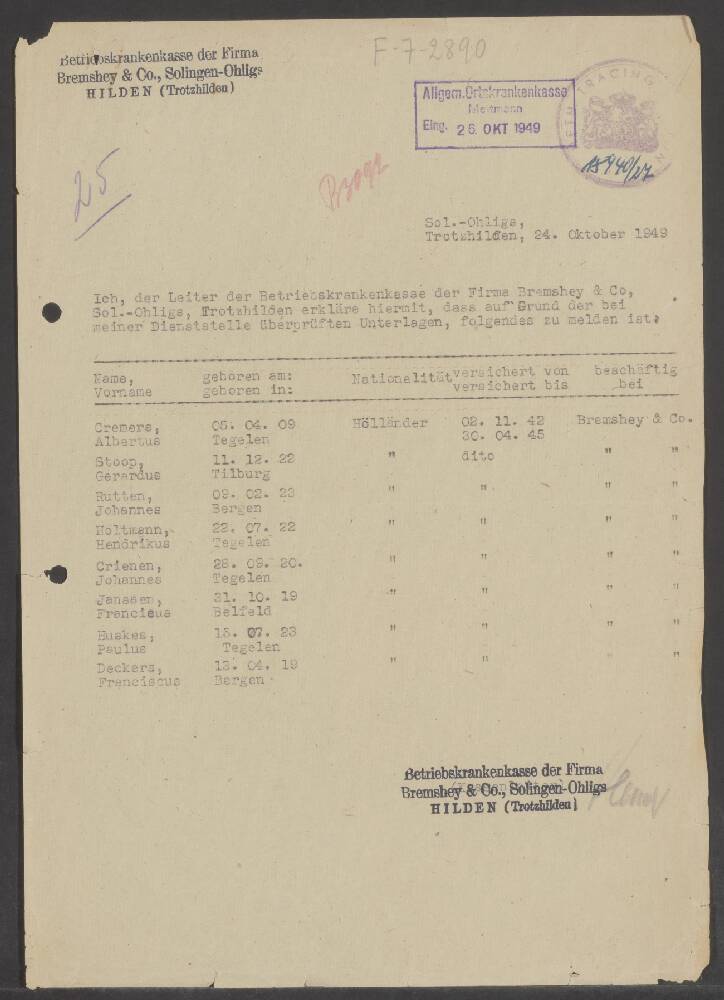 Betriebskrankenkasse der Firma
Bremshey & Co., Solingen-Ohligs
HILDEN (Trotzhilden)
F-7-2890
Allgem. Ortskrankenkasse
Mettmann
Eing. 26. OKT 1949
TRACING
15940/27
25
Sol.-Ohligs,
Trotzhilden, 24. Oktober 1949
Ich, der Leiter der Betriebskrankenkasse der Firma Bremshey & Co,
Sol.-Ohligs, Trotzhilden erkläre hiermit, dass auf Grund der bei
meiner Dienststelle überprüften Unterlagen, folgendes zu melden ist:
Name, geboren am: Nationalität versichert von beschäftig
Vorname geboren in: versichert bis bei
Cremers, 05. 04. 09 Holländer 02. 11. 42 Bremshey & Co.
Albertus Tegelen 30. 04. 45
Stoop, 11. 12. 22 " dito " "
Gerardus Tilburg
Rutten, 09. 02. 23 " " " "
Johannes Bergen
Holtmann, 22. 07. 22 " " " "
Hendrikus Tegelen
Crienen, 28. 09. 20. " " " "
Johannes Tegelen
Janssen, 31. 10. 19 " " " "
Franciscus Belfeld
Huskes, 15. 07. 23 " " " "
Paulus Tegelen
Deckers, 13. 04. 19 " " " "
Franciscus Bergen
Betriebskrankenkasse der Firma
Bremshey & Co., Solingen-Ohligs
HILDEN (Trotzhilden)